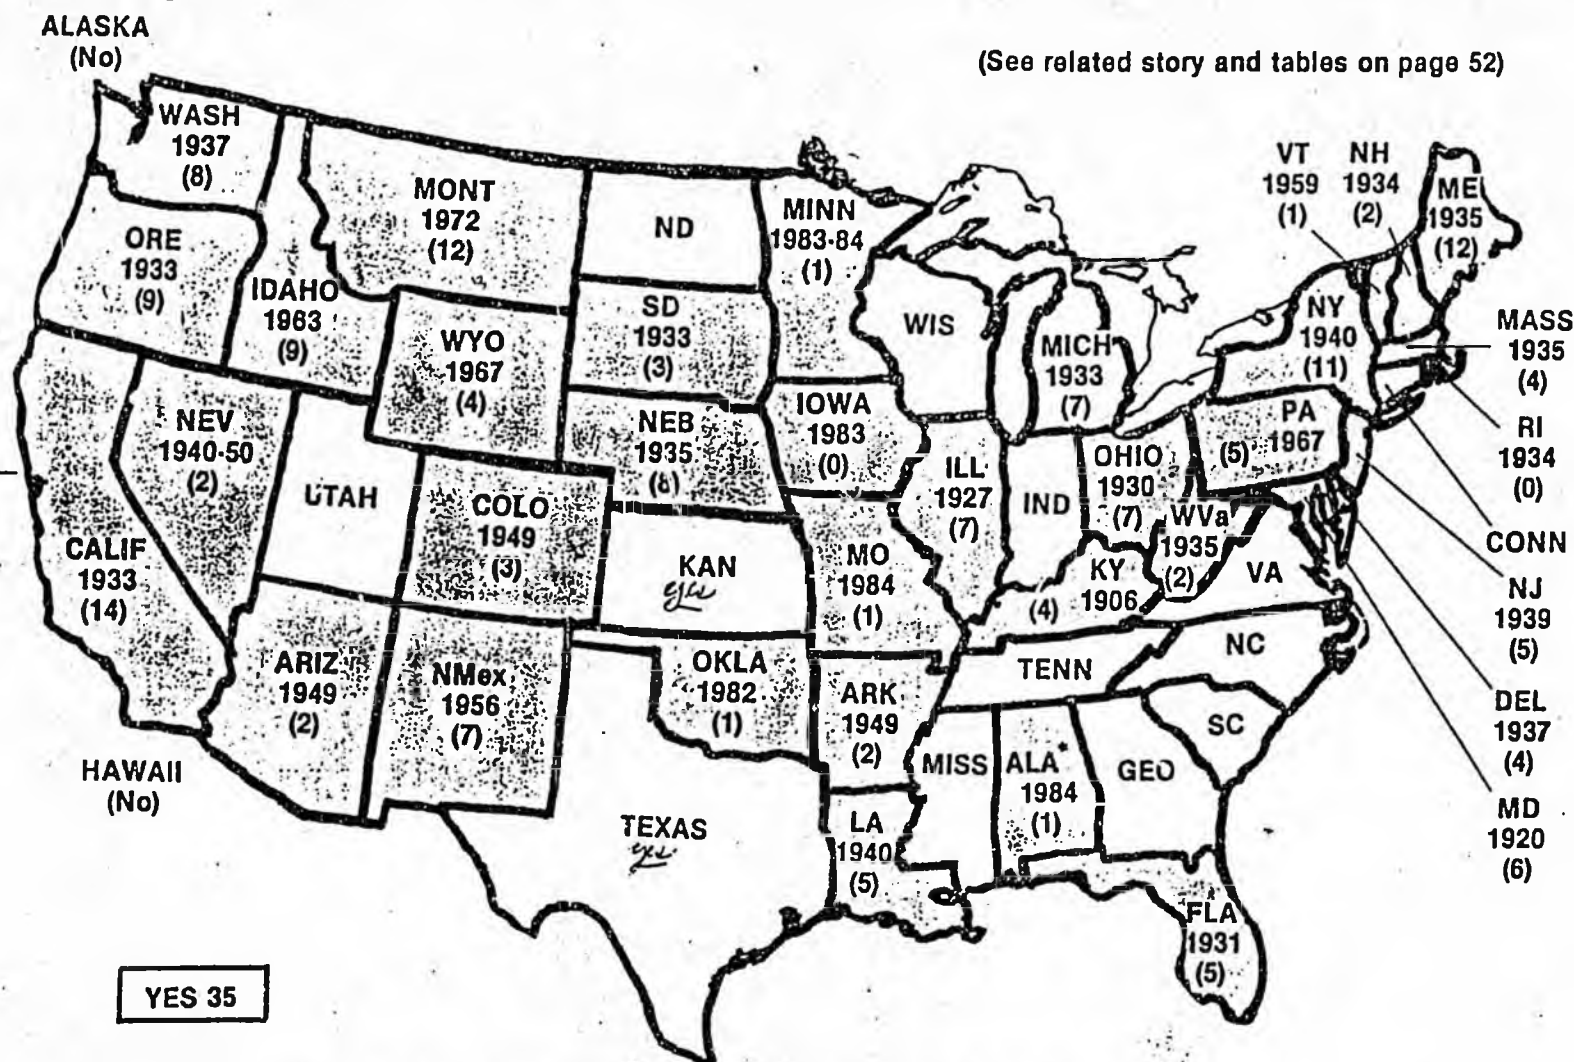 ALASKA
(No)
(See related story and tables on page 52)
WASH
1937
(8)
MONT
1972
(12)
ND
MINN
1983-84
(1)
VT
1959
(1)
NH
1934
(2)
ME
1935
(12)
ORE
1933
(9)
IDAHO
1963
(9)
WYO
1967
(4)
SD
1933
(3)
WIS
MICH
1933
(7)
NY
1940
(11)
MASS
1935
(4)
NEV
1940-50
(2)
UTAH
COLO
1949
(3)
NEB
1935
(8)
IOWA
1983
(0)
ILL
1927
(7)
IND
OHIO
1930
(7)
PA
1967
(5)
RI
1934
(0)
CALIF
1933
(14)
KAN
yes
MO
1984
(1)
KY
1906
(4)
WVa
1935
(2)
VA
CONN
NJ
1939
(5)
ARIZ
1949
(2)
NMex
1956
(7)
OKLA
1982
(1)
ARK
1949
(2)
TENN
NC
DEL
1937
(4)
HAWAII
(No)
TEXAS
yes
LA
1940
(5)
MISS
ALA*
1984
(1)
GEO
SC
MD
1920
(6)
FLA
1931
(5)
YES 35